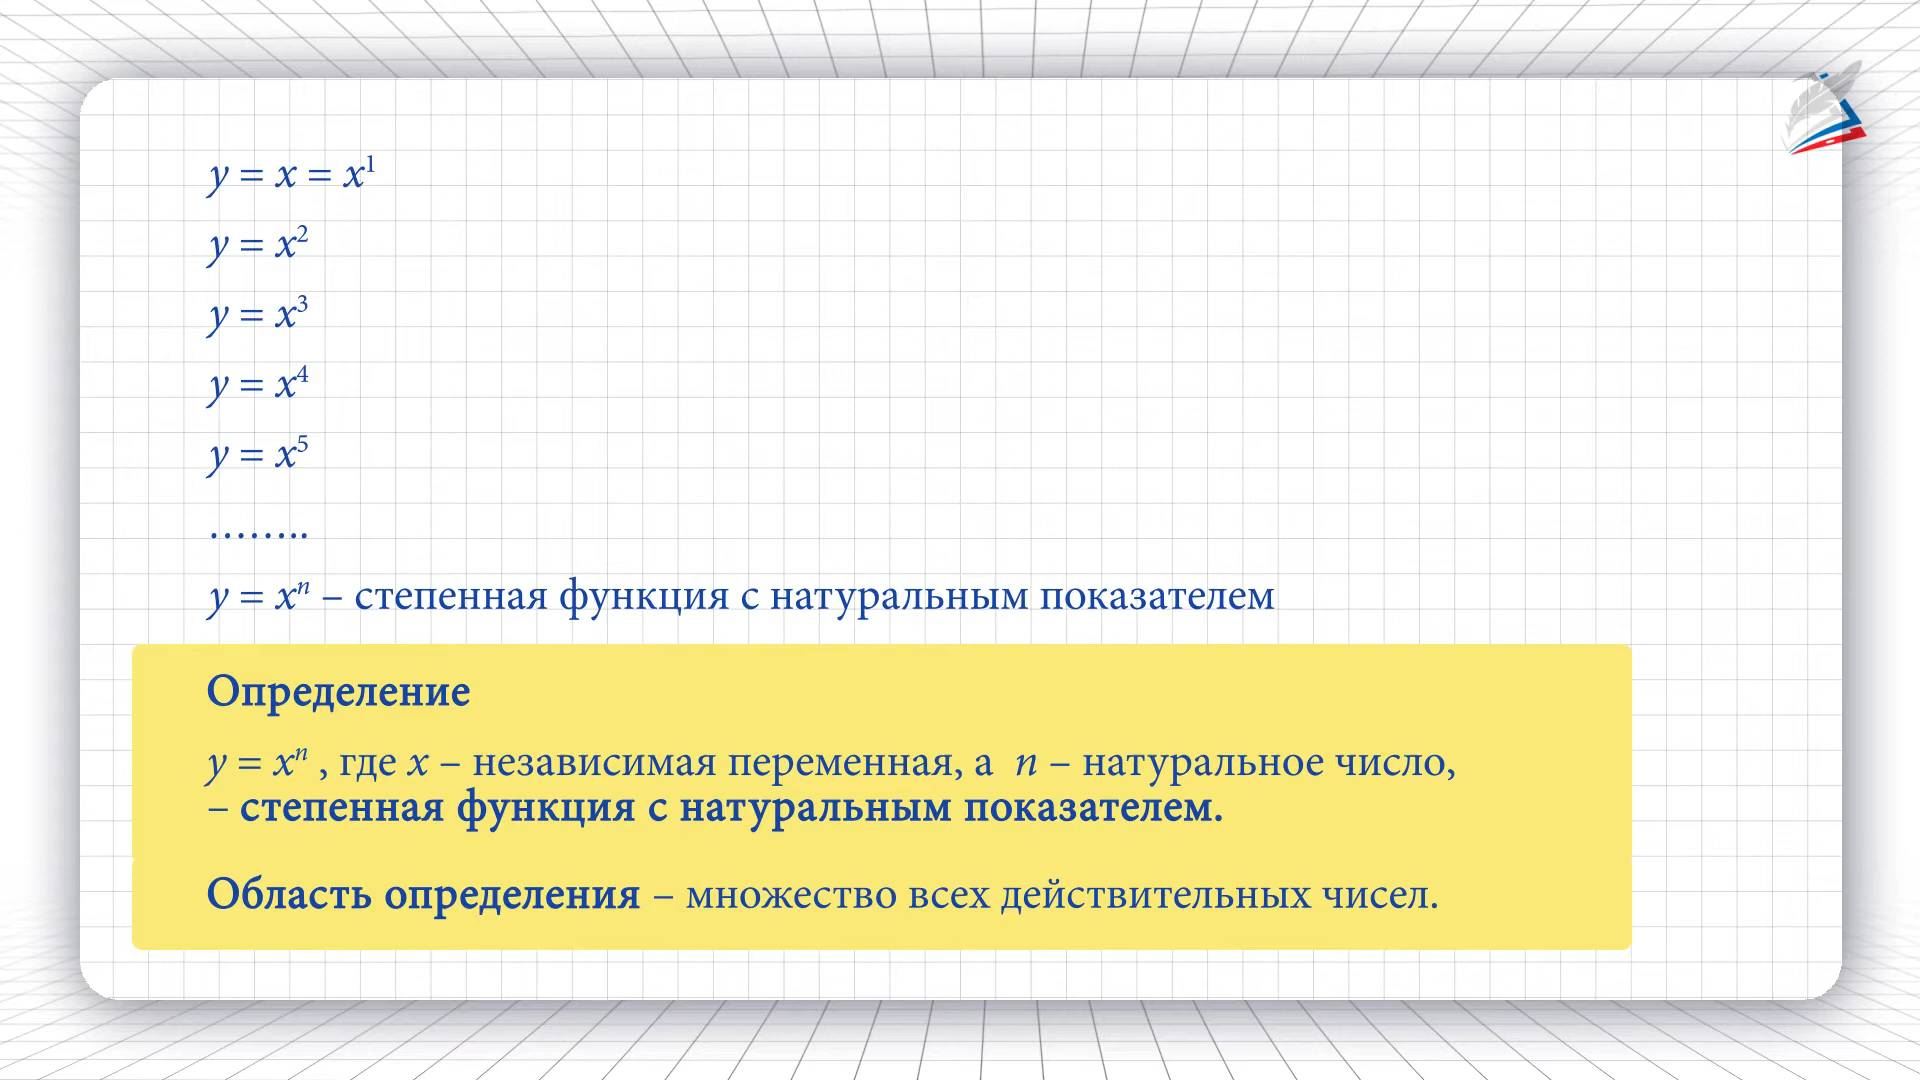 y = x = x¹
y = x²
y = x³
y = x⁴
y = x⁵
……..
y = xⁿ – степенная функция с натуральным показателем
Определение
y = xⁿ , где x – независимая переменная, а n – натуральное число,
– степенная функция с натуральным показателем.
Область определения – множество всех действительных чисел.